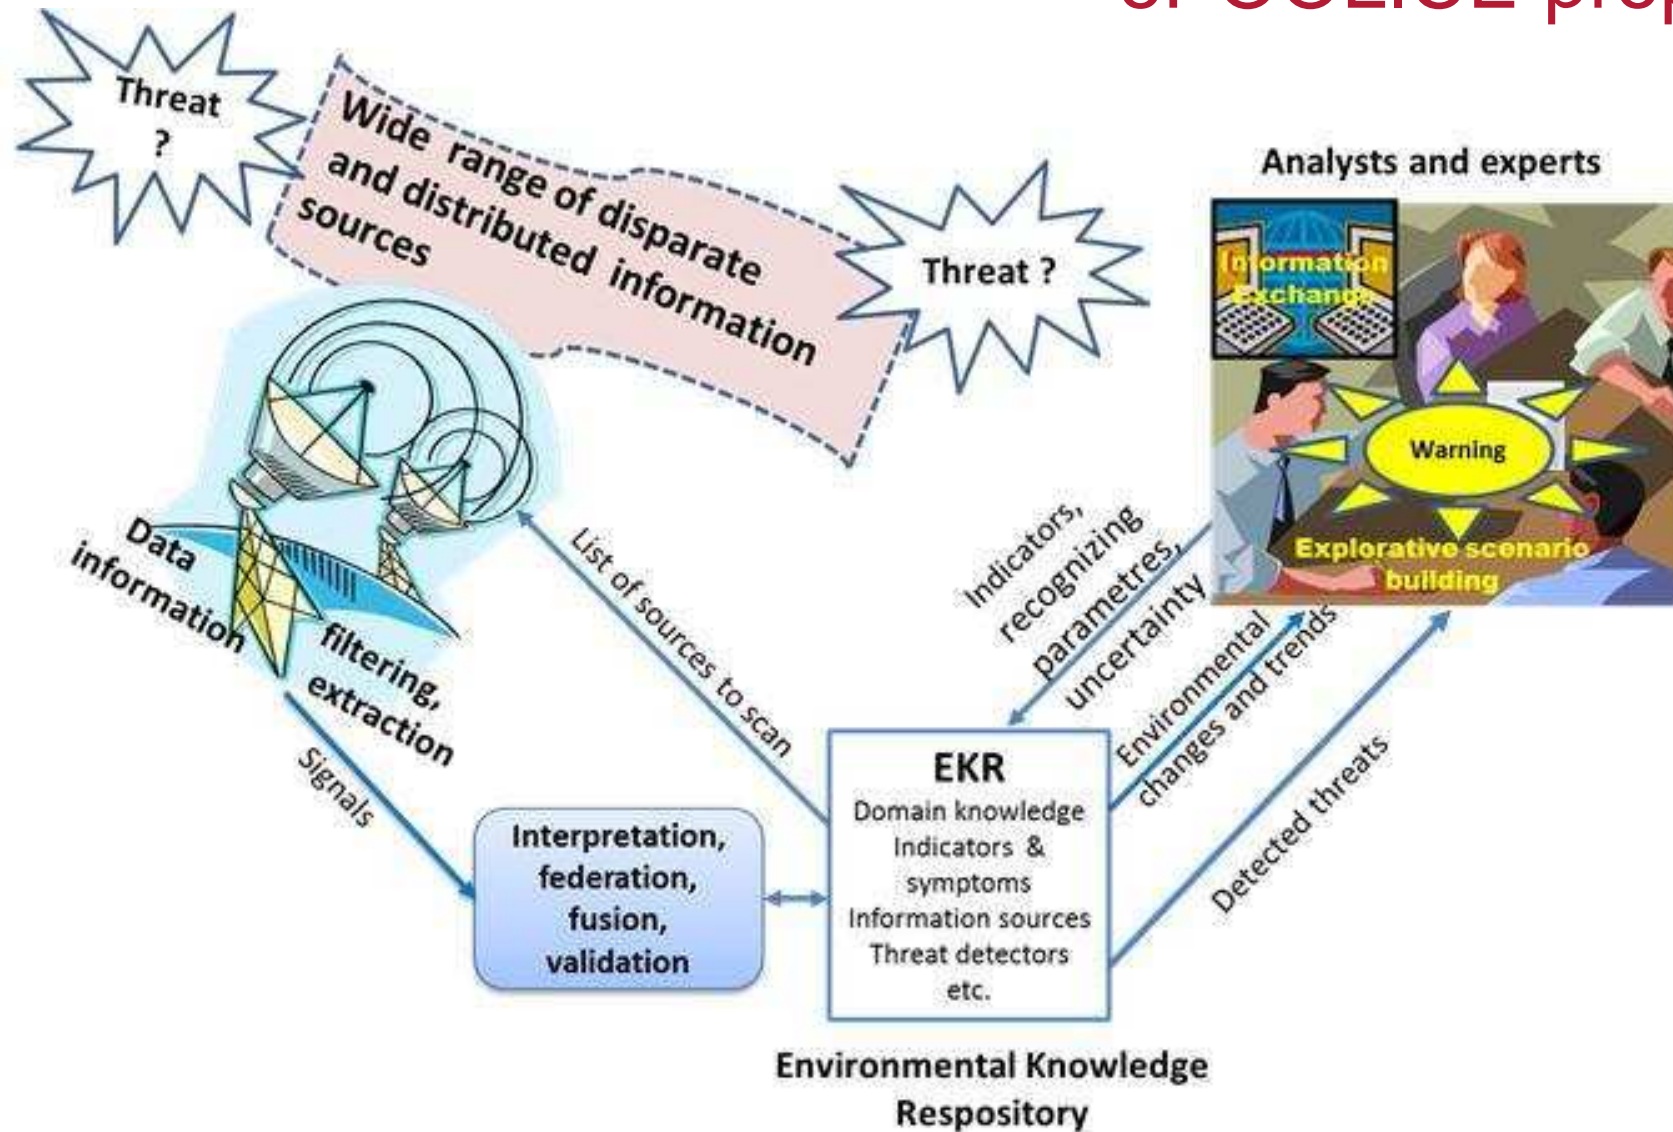 Threat
?
Wide range of disparate
and distributed information
sources
Threat ?
Analysts and experts
Information
Exchange
Warning
Explorative scenario
building
Data
information
filtering,
extraction
Signals
List of sources to scan
Indicators,
recognizing
parametres,
uncertainty
Environmental
changes and trends
Detected threats
Interpretation,
federation,
fusion,
validation
EKR
Domain knowledge
Indicators &
symptoms
Information sources
Threat detectors
etc.
Environmental Knowledge
Respository